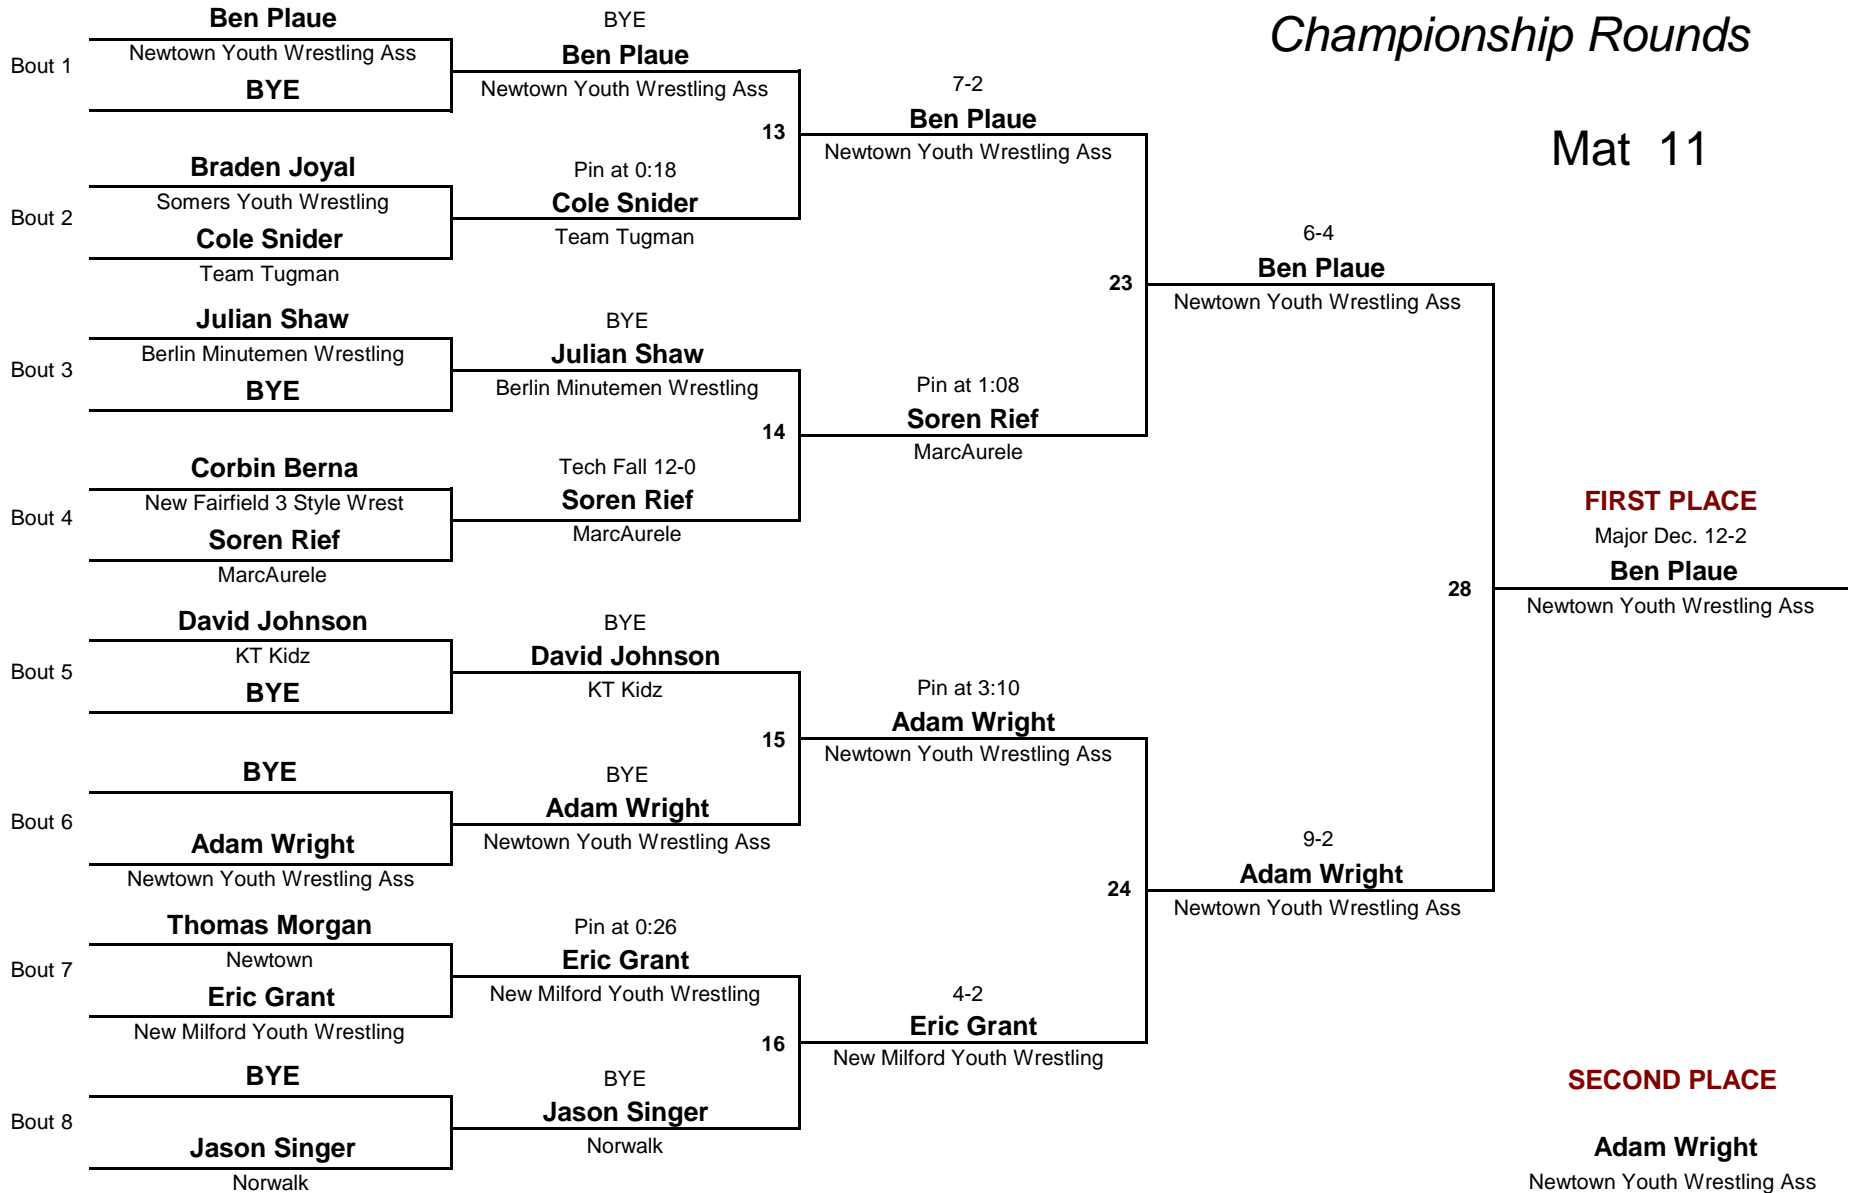 Championship Rounds
Mat 11
Bout 1
Ben Plaue
Newtown Youth Wrestling Ass
BYE
Bout 2
Braden Joyal
Somers Youth Wrestling
Cole Snider
Team Tugman
Bout 3
Julian Shaw
Berlin Minutemen Wrestling
BYE
Bout 4
Corbin Berna
New Fairfield 3 Style Wrest
Soren Rief
MarcAurele
Bout 5
David Johnson
KT Kidz
BYE
Bout 6
BYE
Adam Wright
Newtown Youth Wrestling Ass
Bout 7
Thomas Morgan
Newtown
Eric Grant
New Milford Youth Wrestling
Bout 8
BYE
Jason Singer
Norwalk
BYE
Ben Plaue
Newtown Youth Wrestling Ass
13
Pin at 0:18
Cole Snider
Team Tugman
BYE
Julian Shaw
Berlin Minutemen Wrestling
14
Tech Fall 12-0
Soren Rief
MarcAurele
BYE
David Johnson
KT Kidz
15
BYE
Adam Wright
Newtown Youth Wrestling Ass
Pin at 0:26
Eric Grant
New Milford Youth Wrestling
16
BYE
Jason Singer
Norwalk
7-2
Ben Plaue
Newtown Youth Wrestling Ass
23
Pin at 1:08
Soren Rief
MarcAurele
Pin at 3:10
Adam Wright
Newtown Youth Wrestling Ass
24
4-2
Eric Grant
New Milford Youth Wrestling
6-4
Ben Plaue
Newtown Youth Wrestling Ass
28
9-2
Adam Wright
Newtown Youth Wrestling Ass
FIRST PLACE
Major Dec. 12-2
Ben Plaue
Newtown Youth Wrestling Ass
SECOND PLACE
Adam Wright
Newtown Youth Wrestling Ass